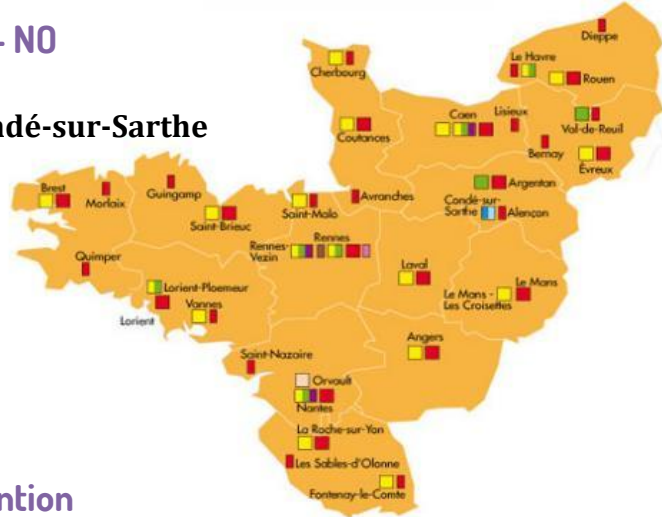 - NO
ndé-sur-Sarthe
Dieppe
Le Havre
Rouen
Cherbourg
Coutances
Caen
Lisieux
Val-de-Reuil
Bernay
Évreux
Argentan
Condé-sur-
Sarthe
Alençon
Brest
Morlaix
Guingamp
Saint-Brieuc
Saint-Malo
Avranches
Rennes-
Vezin
Rennes
Laval
Le Mans -
Les Croisettes
Le Mans
Quimper
Lorient-Ploemeur
Lorient
Vannes
Angers
Saint-Nazaire
Orvault
Nantes
La Roche-sur-Yon
Les Sables-d'Olonne
Fontenay-le-Comte
ntion